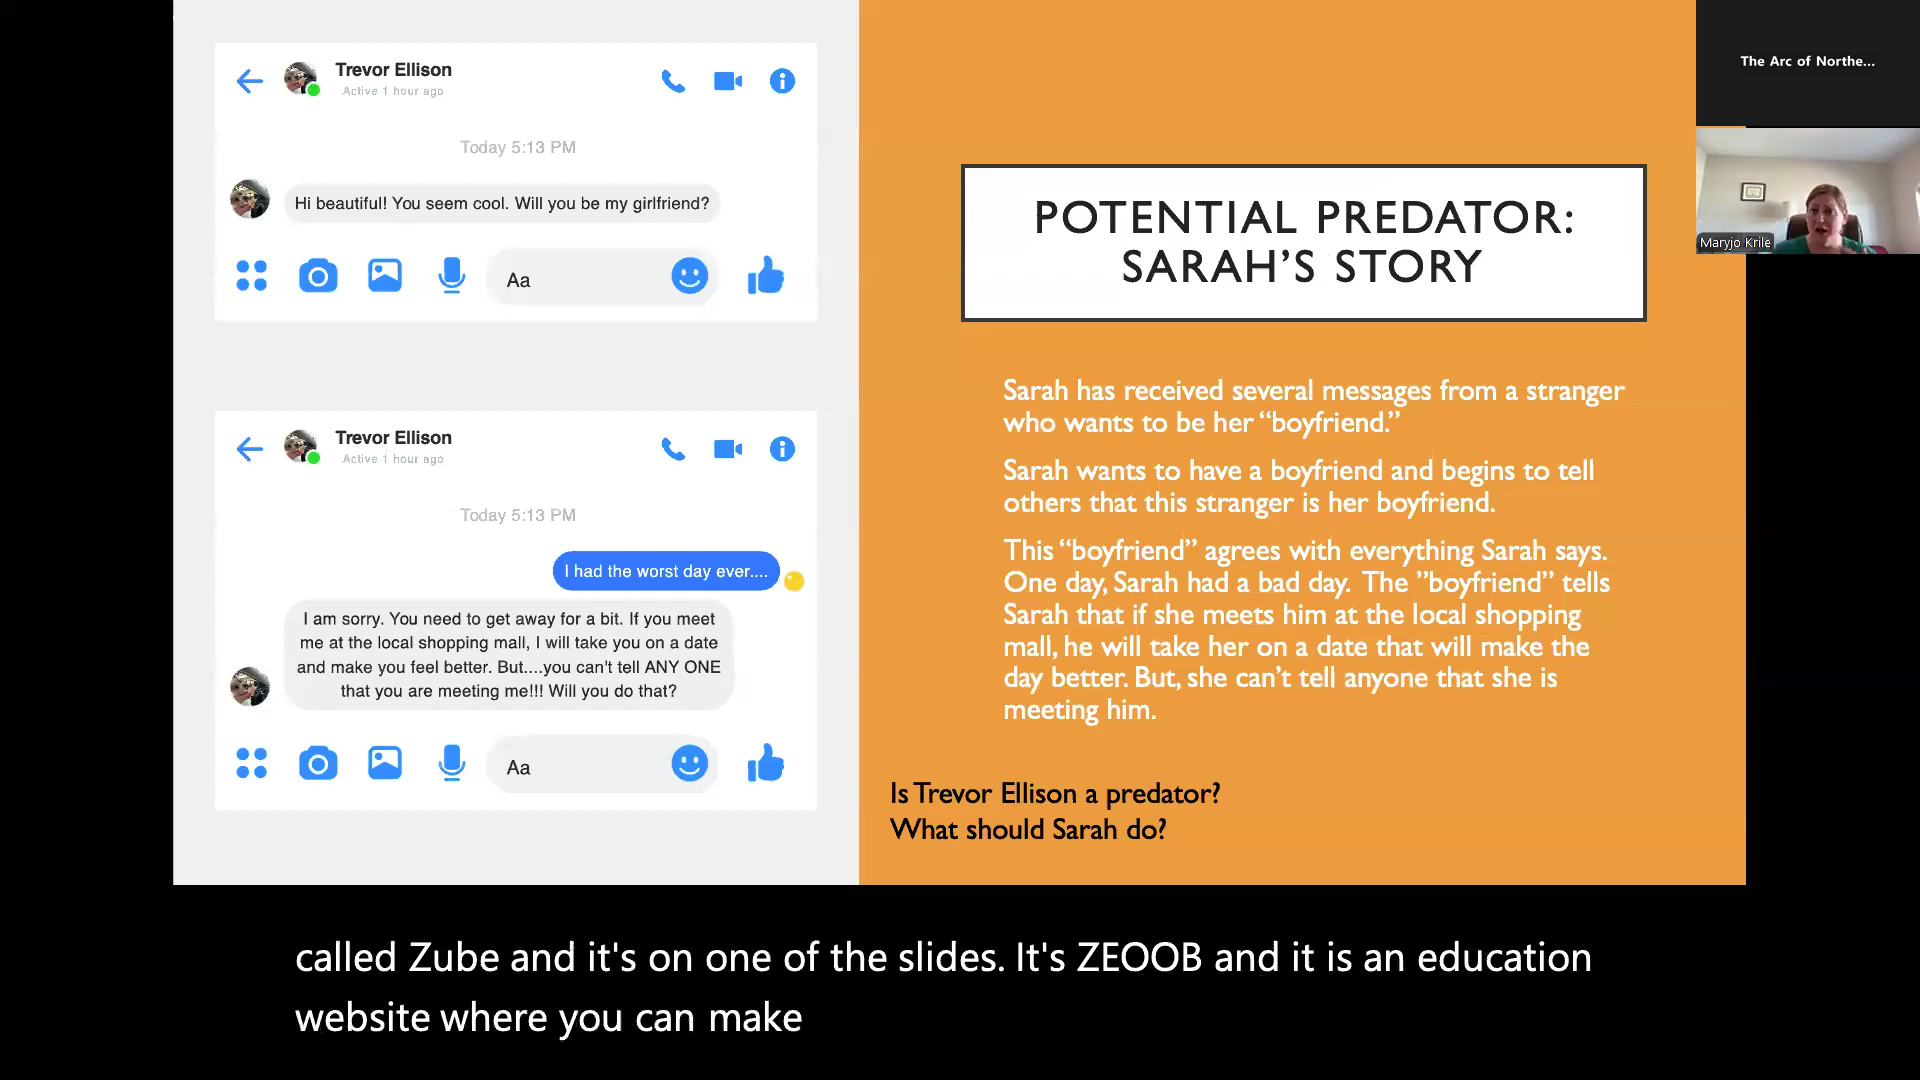 Trevor Ellison
Active 1 hour ago
Today 5:13 PM
Hi beautiful! You seem cool. Will you be my girlfriend?
Aa
Trevor Ellison
Active 1 hour ago
Today 5:13 PM
I had the worst day ever....
I am sorry. You need to get away for a bit. If you meet
me at the local shopping mall, I will take you on a date
and make you feel better. But....you can't tell ANY ONE
that you are meeting me!!! Will you do that?
Aa
POTENTIAL PREDATOR:
SARAH’S STORY
Sarah has received several messages from a stranger
who wants to be her “boyfriend.”
Sarah wants to have a boyfriend and begins to tell
others that this stranger is her boyfriend.
This “boyfriend” agrees with everything Sarah says.
One day, Sarah had a bad day. The ”boyfriend” tells
Sarah that if she meets him at the local shopping
mall, he will take her on a date that will make the
day better. But, she can’t tell anyone that she is
meeting him.
Is Trevor Ellison a predator?
What should Sarah do?
The Arc of Northe...
Maryjo Krile
called Zube and it's on one of the slides. It's ZEOOB and it is an education
website where you can make